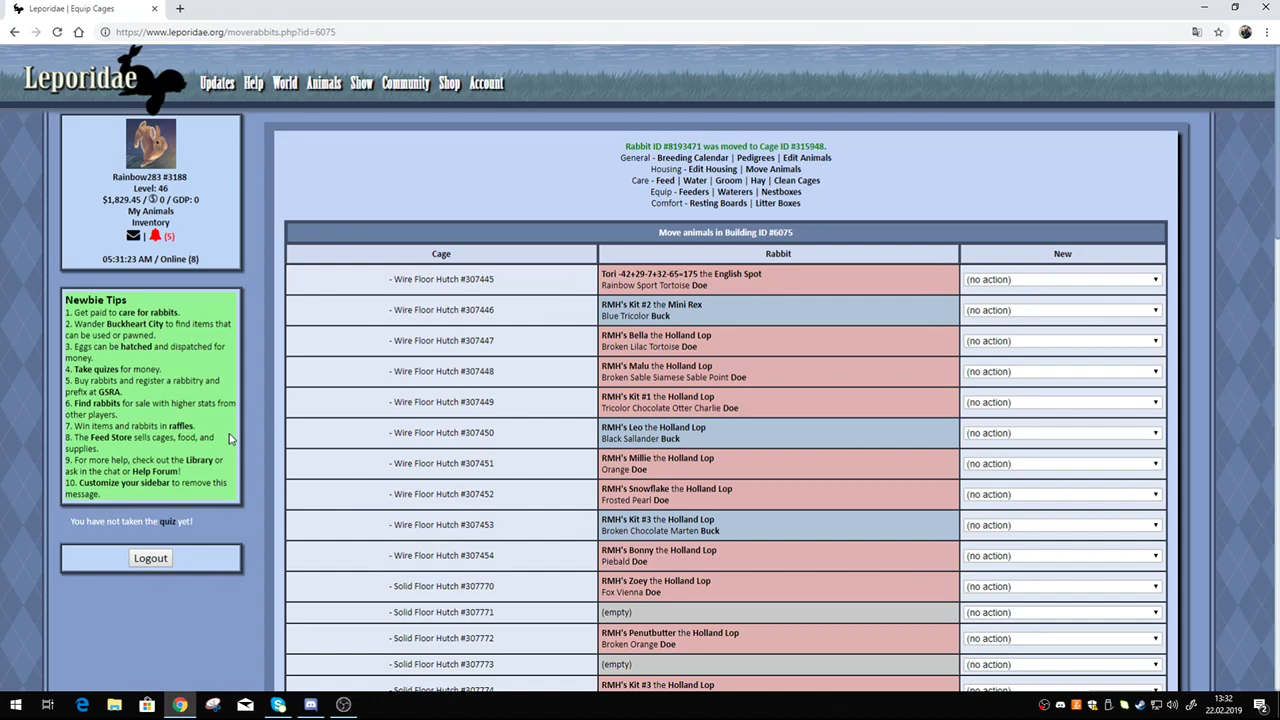 Leporidae | Equip Cages
https://www.leporidae.org/moverabbits.php?id=6075
Leporidae
Updates Help World Animals Show Community Shop Account
Rainbow283 #3188
Level: 46
$1,829.45 / 0 / GDP: 0
My Animals
Inventory
| (5)
05:31:23 AM / Online (8)
Newbie Tips
1. Get paid to care for rabbits.
2. Wander Buckheart City to find items that
can be used or pawned.
3. Eggs can be hatched and dispatched for
money.
4. Take quizes for money.
5. Buy rabbits and register a rabbitry and
prefix at GSRA.
6. Find rabbits for sale with higher stats from
other players.
7. Win items and rabbits in raffles.
8. The Feed Store sells cages, food, and
supplies.
9. For more help, check out the Library or
ask in the chat or Help Forum!
10. Customize your sidebar to remove this
message.
You have not taken the quiz yet!
Logout
Rabbit ID #8193471 was moved to Cage ID #315948.
General - Breeding Calendar | Pedigrees | Edit Animals
Housing - Edit Housing | Move Animals
Care - Feed | Water | Groom | Hay | Clean Cages
Equip - Feeders | Waterers | Nestboxes
Comfort - Resting Boards | Litter Boxes
Move animals in Building ID #6075
Cage Rabbit New
- Wire Floor Hutch #307445 Tori -42+29-7+32-65=175 the English Spot (no action)
Rainbow Sport Tortoise Doe
- Wire Floor Hutch #307446 RMH's Kit #2 the Mini Rex (no action)
Blue Tricolor Buck
- Wire Floor Hutch #307447 RMH's Bella the Holland Lop (no action)
Broken Lilac Tortoise Doe
- Wire Floor Hutch #307448 RMH's Malu the Holland Lop (no action)
Broken Sable Siamese Sable Point Doe
- Wire Floor Hutch #307449 RMH's Kit #1 the Holland Lop (no action)
Tricolor Chocolate Otter Charlie Doe
- Wire Floor Hutch #307450 RMH's Leo the Holland Lop (no action)
Black Sallander Buck
- Wire Floor Hutch #307451 RMH's Millie the Holland Lop (no action)
Orange Doe
- Wire Floor Hutch #307452 RMH's Snowflake the Holland Lop (no action)
Frosted Pearl Doe
- Wire Floor Hutch #307453 RMH's Kit #3 the Holland Lop (no action)
Broken Chocolate Marten Buck
- Wire Floor Hutch #307454 RMH's Bonny the Holland Lop (no action)
Piebald Doe
- Solid Floor Hutch #307770 RMH's Zoey the Holland Lop (no action)
Fox Vienna Doe
- Solid Floor Hutch #307771 (empty) (no action)
- Solid Floor Hutch #307772 RMH's Penutbutter the Holland Lop (no action)
Broken Orange Doe
- Solid Floor Hutch #307773 (empty) (no action)
- Solid Floor Hutch #307774 RMH's Kit #3 the Holland Lop
13:32
22.02.2019